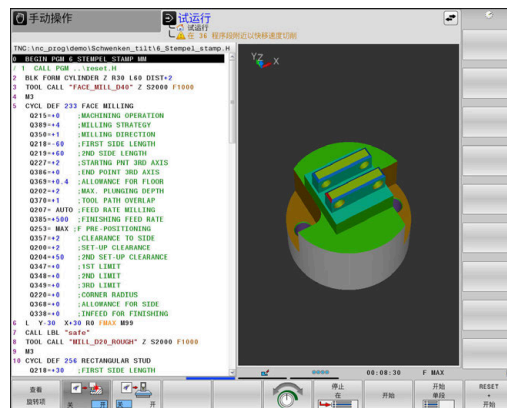 手动操作
试运行
试运行
在 36 程序段附近以快移速度切削
TNC:\nc_prog\demo\Schwenken_tilt\6_Stempel_stamp.H
0 BEGIN PGM 6_STEMPEL_STAMP MM
/ 1 CALL PGM ..\reset.H
2 BLK FORM CYLINDER Z R30 L60 DIST+2
3 TOOL CALL "FACE_MILL_D40" Z S2000 F1000
4 M3
5 CYCL DEF 233 FACE MILLING
Q215=+0 ;MACHINING OPERATION
Q389=+4 ;MILLING STRATEGY
Q350=+1 ;MILLING DIRECTION
Q218=-60 ;FIRST SIDE LENGTH
Q219=+60 ;2ND SIDE LENGTH
Q227=+2 ;STARTNG PNT 3RD AXIS
Q386=+0 ;END POINT 3RD AXIS
Q369=+0.4 ;ALLOWANCE FOR FLOOR
Q202=+2 ;MAX. PLUNGING DEPTH
Q370=+1 ;TOOL PATH OVERLAP
Q207= AUTO ;FEED RATE MILLING
Q385=+500 ;FINISHING FEED RATE
Q253= MAX ;F PRE-POSITIONING
Q357=+2 ;CLEARANCE TO SIDE
Q200=+2 ;SET-UP CLEARANCE
Q204=+50 ;2ND SET-UP CLEARANCE
Q347=+0 ;1ST LIMIT
Q348=+0 ;2ND LIMIT
Q349=+0 ;3RD LIMIT
Q220=+0 ;CORNER RADIUS
Q368=+0 ;ALLOWANCE FOR SIDE
Q338=+0 ;INFEED FOR FINISHING
6 L Y-30 X+30 R0 FMAX M99
7 CALL LBL "safe"
8 TOOL CALL "MILL_D20_ROUGH" Z S2000 F1000
9 M3
10 CYCL DEF 256 RECTANGULAR STUD
Q218=+30 ;FIRST SIDE LENGTH
YZ X
00:08:30 F MAX
查看
旋转项
关 开
关 开
停止
在
开始
开始
单段
RESET
+
开始